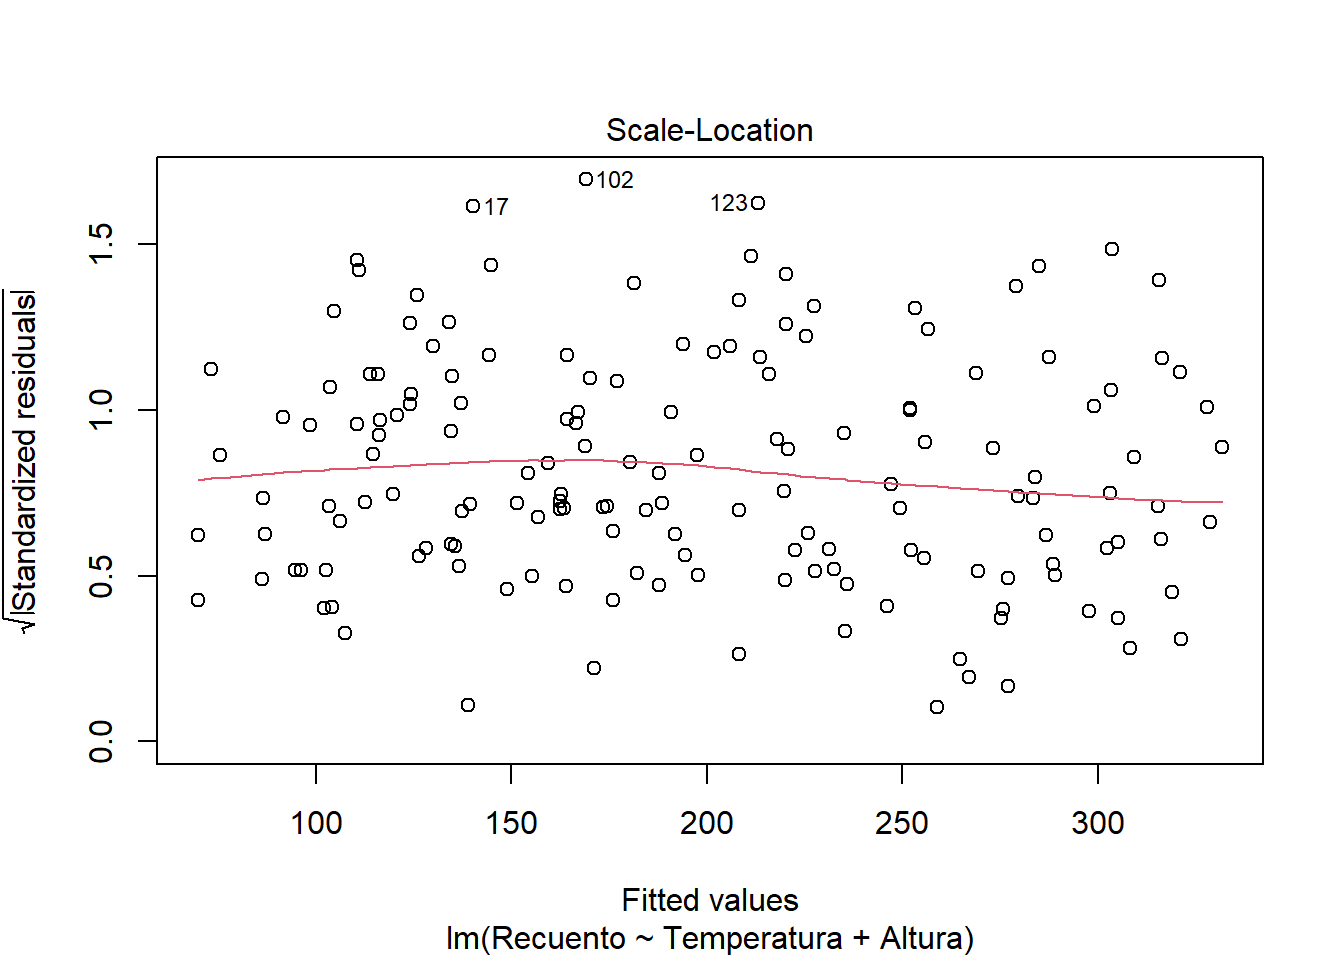 Scale-Location
102
17
123
√|Standardized residuals|
1.5
1.0
0.5
0.0
100 150 200 250 300
Fitted values
lm(Recuento ~ Temperatura + Altura)